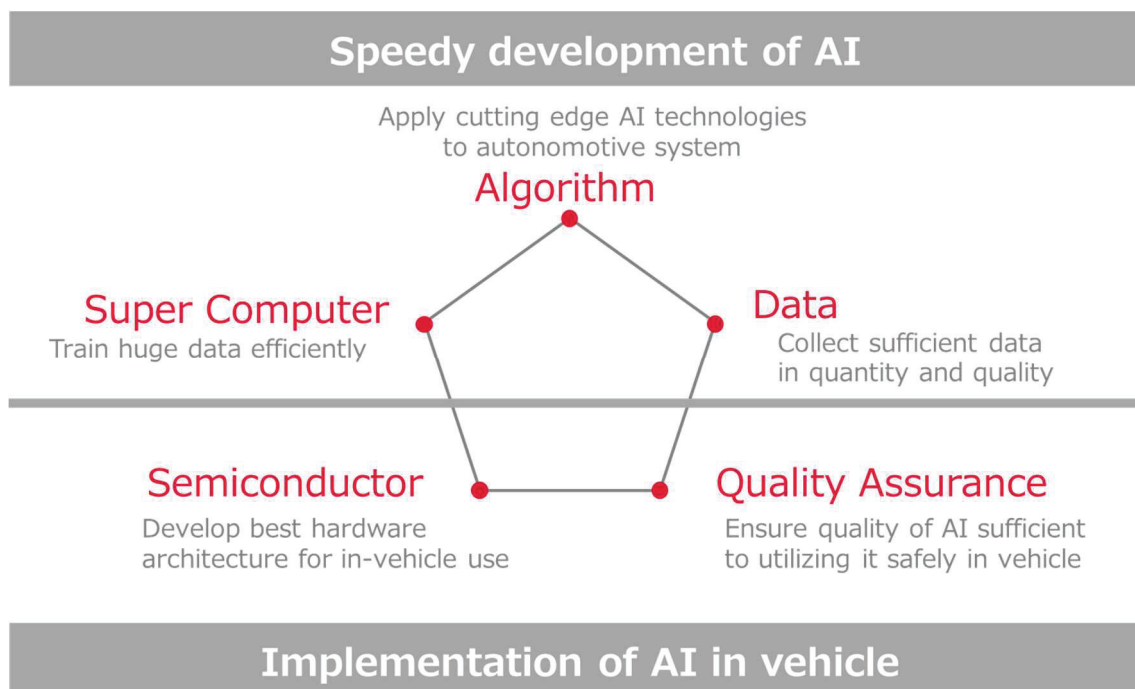 Speedy development of AI
Apply cutting edge AI technologies
to autonomotive system
Algorithm
Super Computer
Train huge data efficiently
Data
Collect sufficient data
in quantity and quality
Semiconductor
Develop best hardware
architecture for in-vehicle use
Quality Assurance
Ensure quality of AI sufficient
to utilizing it safely in vehicle
Implementation of AI in vehicle